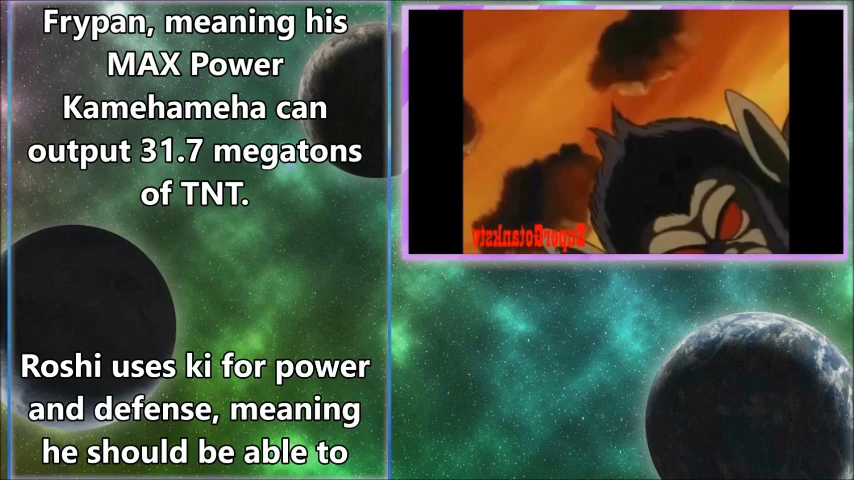 Frypan, meaning his
MAX Power
Kamehameha can
output 31.7 megatons
of TNT.
Roshi uses ki for power
and defense, meaning
he should be able to
SuperGotankstv